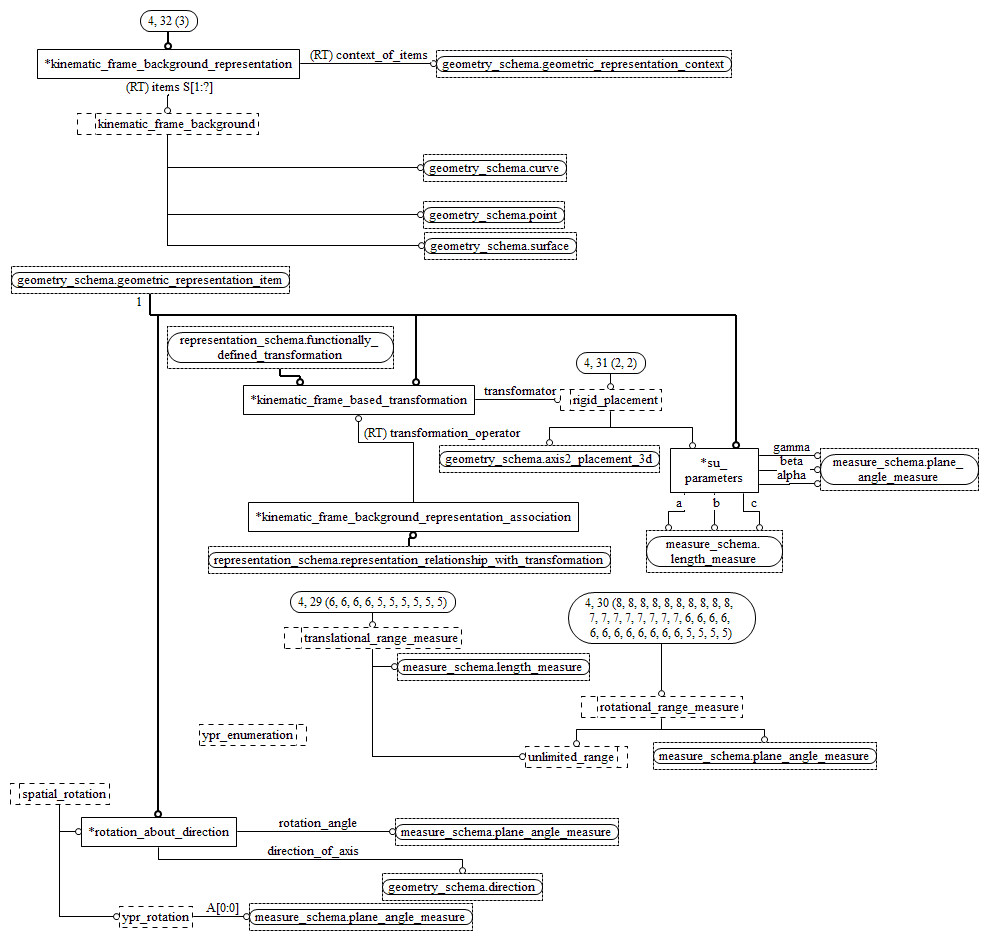 4, 32 (3)
*kinematic_frame_background_representation
(RT) context_of_items
geometry_schema.geometric_representation_context
(RT) items S[1:?]
kinematic_frame_background
geometry_schema.curve
geometry_schema.point
geometry_schema.surface
geometry_schema.geometric_representation_item
1
representation_schema.functionally_
defined_transformation
4, 31 (2, 2)
*kinematic_frame_based_transformation
transformator
rigid_placement
(RT) transformation_operator
geometry_schema.axis2_placement_3d
*su_
parameters
gamma
beta
alpha
measure_schema.plane_
angle_measure
a
b
c
*kinematic_frame_background_representation_association
measure_schema.
length_measure
representation_schema.representation_relationship_with_transformation
4, 29 (6, 6, 6, 6, 5, 5, 5, 5, 5, 5)
4, 30 (8, 8, 8, 8, 8, 8, 8, 8, 8, 8,
7, 7, 7, 7, 7, 7, 7, 7, 6, 6, 6, 6,
6, 6, 6, 6, 6, 6, 6, 6, 5, 5, 5, 5)
translational_range_measure
measure_schema.length_measure
rotational_range_measure
ypr_enumeration
unlimited_range
measure_schema.plane_angle_measure
spatial_rotation
*rotation_about_direction
rotation_angle
measure_schema.plane_angle_measure
direction_of_axis
geometry_schema.direction
ypr_rotation
A[0:0]
measure_schema.plane_angle_measure